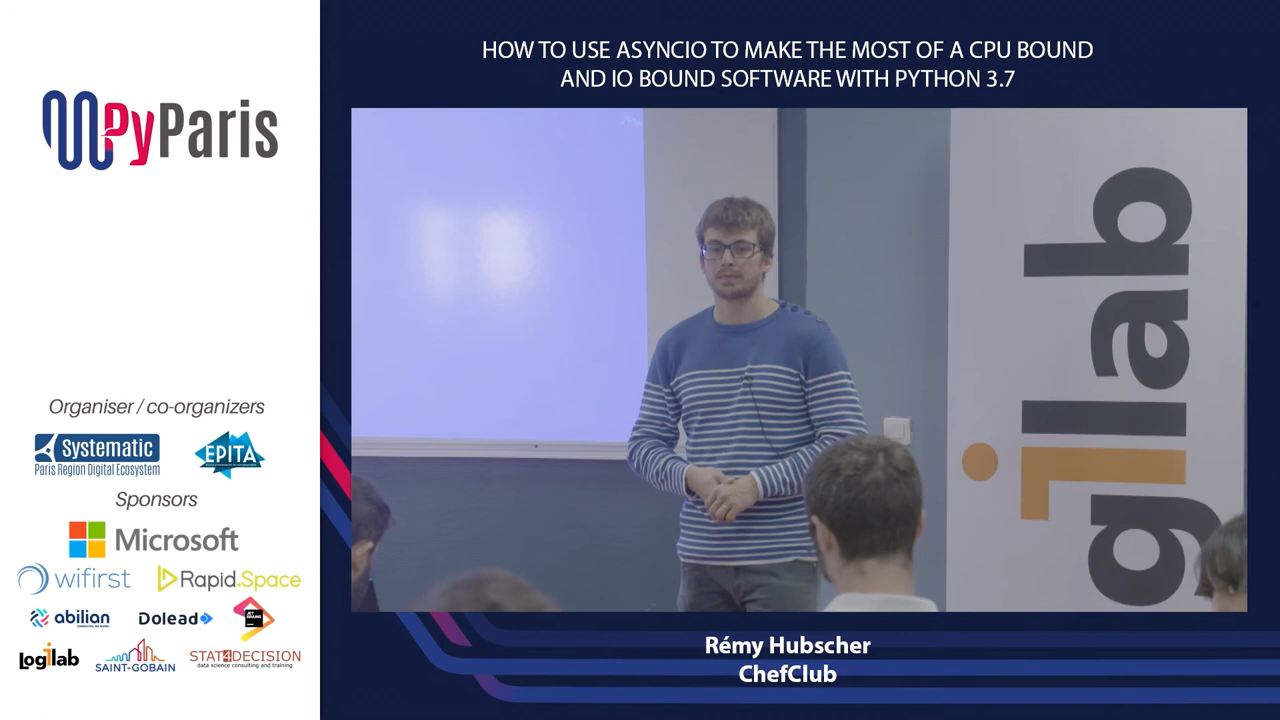 HOW TO USE ASYNCIO TO MAKE THE MOST OF A CPU BOUND
AND IO BOUND SOFTWARE WITH PYTHON 3.7
PyParis
Organiser / co-organizers
Systematic
Paris Region Digital Ecosystem
EPITA
Sponsors
Microsoft
wifirst
Rapid.Space
abilian
Dolead
JET
BRAINS
Logilab
SAINT-GOBAIN
STAT4DECISION
data science consulting and training
gilab
Rémy Hubscher
ChefClub